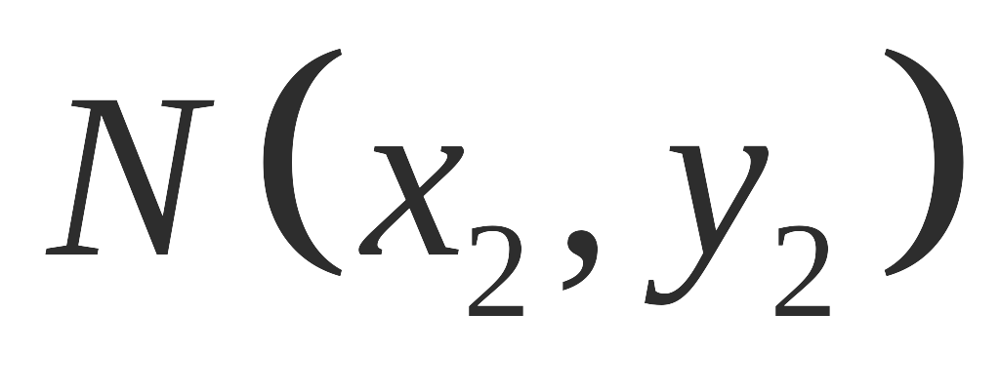 N(x₂, y₂)